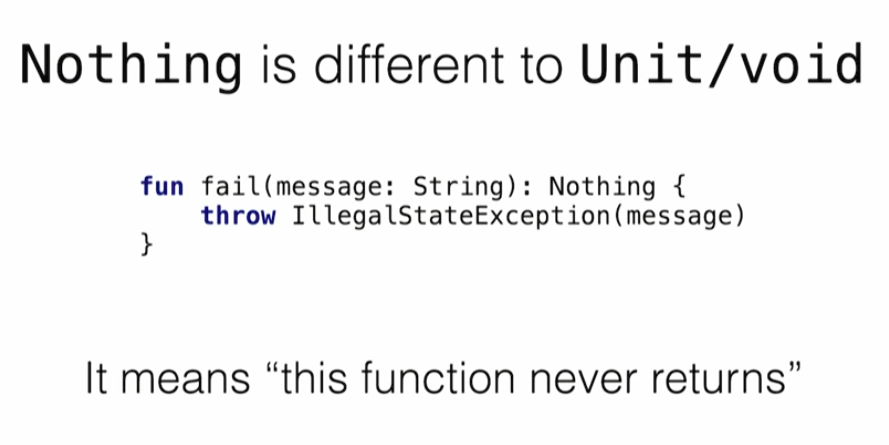 Nothing is different to Unit/void
fun fail(message: String): Nothing {
    throw IllegalStateException(message)
}
It means “this function never returns”